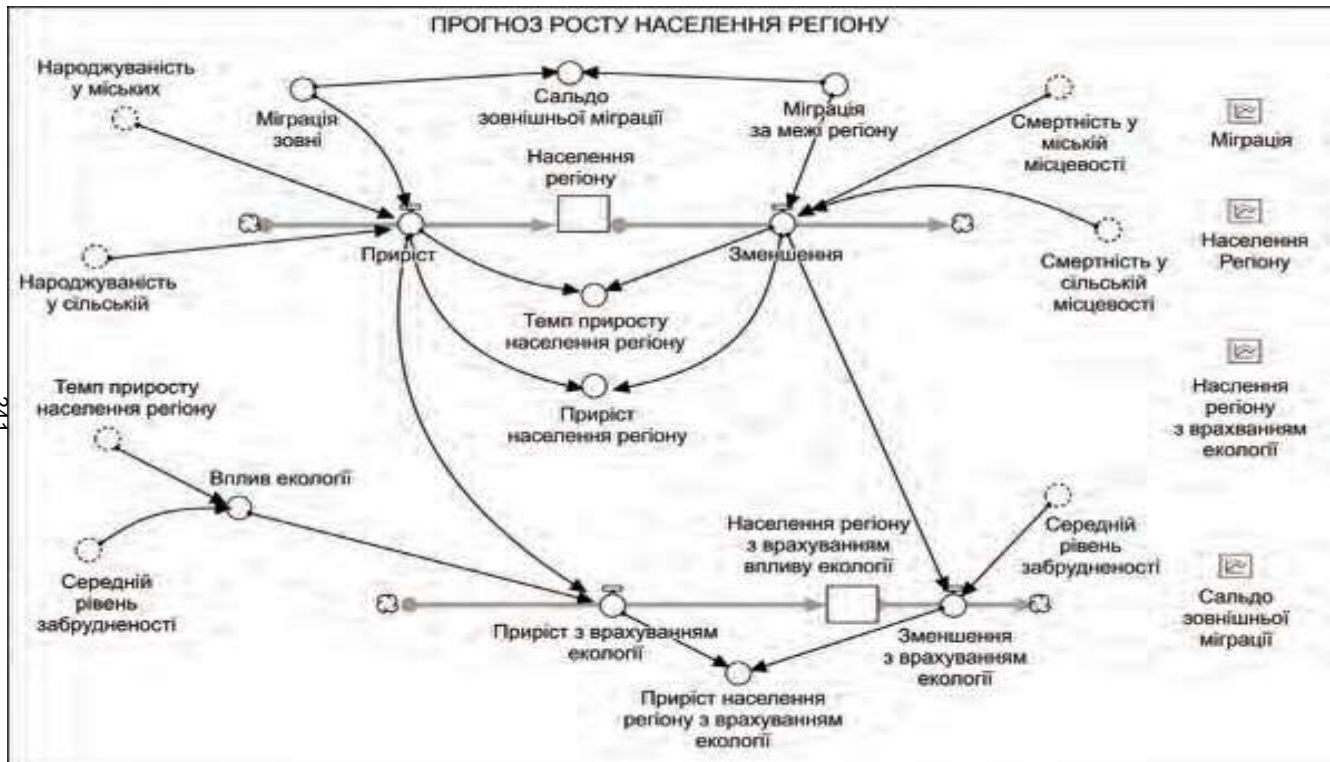 ПРОГНОЗ РОСТУ НАСЕЛЕННЯ РЕГІОНУ
Народжуваність
у міських
Міграція
зовні
Сальдо
зовнішньої міграції
Міграція
за межі регіону
Смертність у
міській
місцевості
Міграція
Населення
регіону
Приріст
Зменшення
Народжуваність
у сільській
Смертність у
сільській
місцевості
Населення
Регіону
Темп приросту
населення регіону
Приріст
населення регіону
Наслення
регіону
з врахванням
екології
Темп приросту
населення регіону
241
Вплив екології
Середній
рівень
забрудненості
Населення регіону
з врахуванням
впливу екології
Середній
рівень
забрудненості
Приріст з врахуванням
екології
Зменшення
з врахуванням
екології
Сальдо
зовнішньої
міграції
Приріст населення
регіону з врахуванням
екології